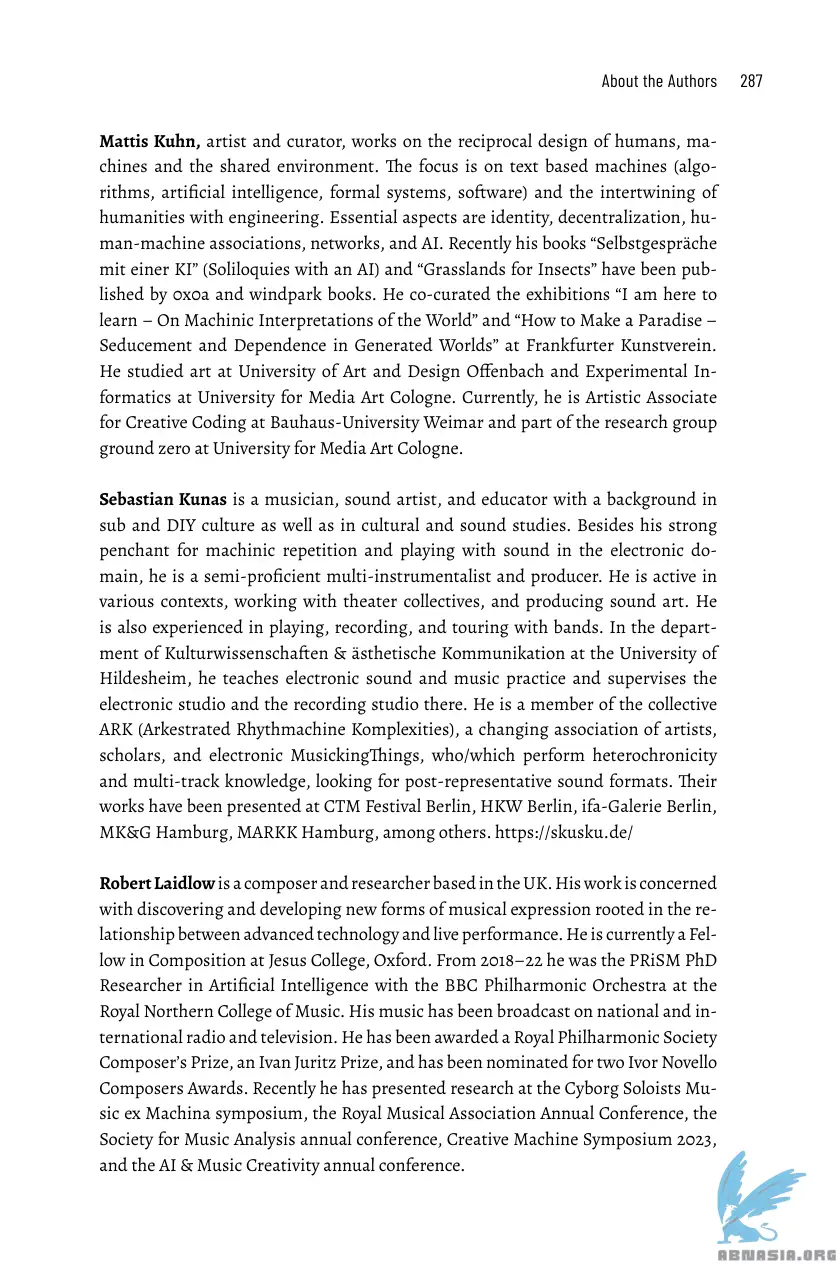 About the Authors 287
Mattis Kuhn, artist and curator, works on the reciprocal design of humans, ma-
chines and the shared environment. The focus is on text based machines (algo-
rithms, artificial intelligence, formal systems, software) and the intertwining of
humanities with engineering. Essential aspects are identity, decentralization, hu-
man-machine associations, networks, and AI. Recently his books “Selbstgespräche
mit einer KI” (Soliloquies with an AI) and “Grasslands for Insects” have been pub-
lished by 0x0a and windpark books. He co-curated the exhibitions “I am here to
learn – On Machinic Interpretations of the World” and “How to Make a Paradise –
Seducement and Dependence in Generated Worlds” at Frankfurter Kunstverein.
He studied art at University of Art and Design Offenbach and Experimental In-
formatics at University for Media Art Cologne. Currently, he is Artistic Associate
for Creative Coding at Bauhaus-University Weimar and part of the research group
ground zero at University for Media Art Cologne.
Sebastian Kunas is a musician, sound artist, and educator with a background in
sub and DIY culture as well as in cultural and sound studies. Besides his strong
penchant for machinic repetition and playing with sound in the electronic do-
main, he is a semi-proficient multi-instrumentalist and producer. He is active in
various contexts, working with theater collectives, and producing sound art. He
is also experienced in playing, recording, and touring with bands. In the depart-
ment of Kulturwissenschaften & ästhetische Kommunikation at the University of
Hildesheim, he teaches electronic sound and music practice and supervises the
electronic studio and the recording studio there. He is a member of the collective
ARK (Arkestrated Rhythmachine Komplexities), a changing association of artists,
scholars, and electronic MusickingThings, who/which perform heterochronicity
and multi-track knowledge, looking for post-representative sound formats. Their
works have been presented at CTM Festival Berlin, HKW Berlin, ifa-Galerie Berlin,
MK&G Hamburg, MARKK Hamburg, among others. https://skusku.de/
Robert Laidlow is a composer and researcher based in the UK. His work is concerned
with discovering and developing new forms of musical expression rooted in the re-
lationship between advanced technology and live performance. He is currently a Fel-
low in Composition at Jesus College, Oxford. From 2018–22 he was the PRiSM PhD
Researcher in Artificial Intelligence with the BBC Philharmonic Orchestra at the
Royal Northern College of Music. His music has been broadcast on national and in-
ternational radio and television. He has been awarded a Royal Philharmonic Society
Composer’s Prize, an Ivan Juritz Prize, and has been nominated for two Ivor Novello
Composers Awards. Recently he has presented research at the Cyborg Soloists Mu-
sic ex Machina symposium, the Royal Musical Association Annual Conference, the
Society for Music Analysis annual conference, Creative Machine Symposium 2023,
and the AI & Music Creativity annual conference.
ABNASIA.ORG